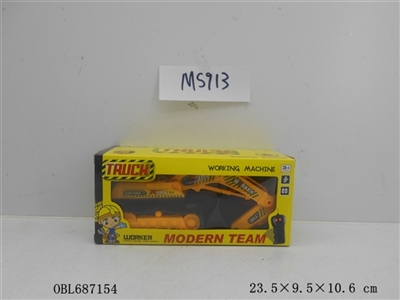 MS913
TRUCK
WORKING MACHINE
WORKER
MODERN TEAM
OBL687154
23.5×9.5×10.6 cm